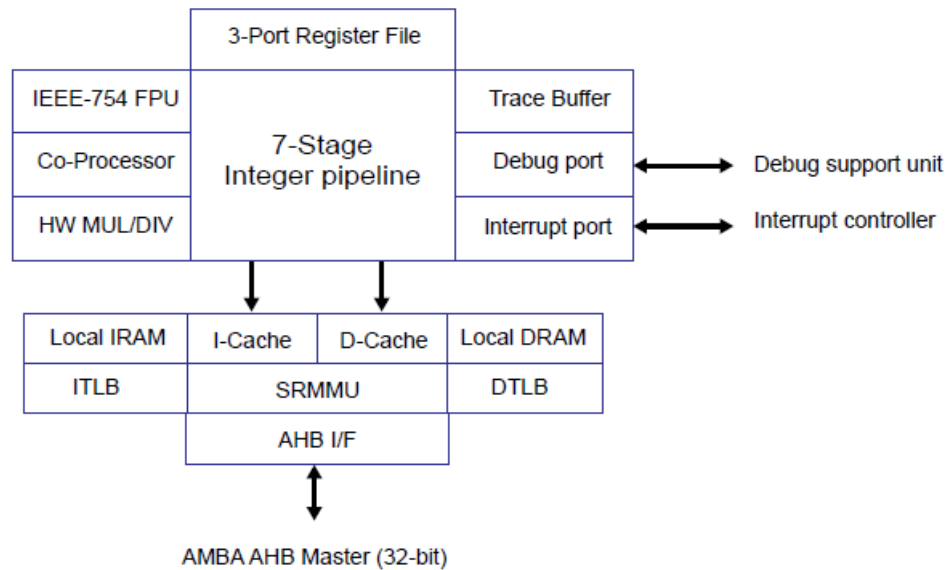 3-Port Register File
IEEE-754 FPU
Trace Buffer
7-Stage
Integer pipeline
Co-Processor
Debug port
Debug support unit
HW MUL/DIV
Interrupt port
Interrupt controller
Local IRAM
I-Cache
D-Cache
Local DRAM
ITLB
SRMMU
DTLB
AHB I/F
AMBA AHB Master (32-bit)